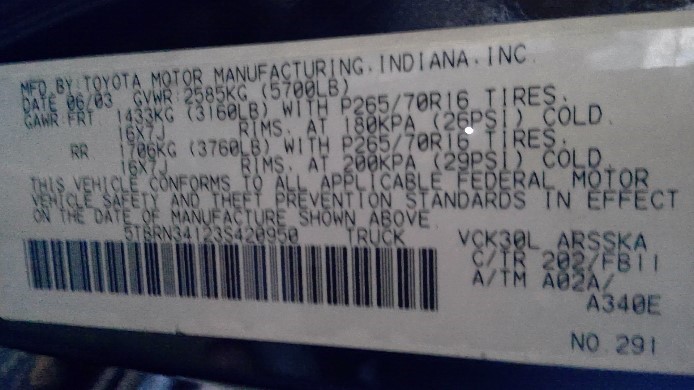 MFD.BY:TOYOTA MOTOR MANUFACTURING.INDIANA.INC.
DATE 06/03 GVWR:2585KG (5700LB)
GAWR:FRT 1433KG (3160LB) WITH P265/70R16 TIRES.
16X7J RIMS. AT 180KPA (26PSI) COLD.
RR 1706KG (3760LB) WITH P265/70R16 TIRES.
16X7J RIMS. AT 200KPA (29PSI) COLD.
THIS VEHICLE CONFORMS TO ALL APPLICABLE FEDERAL MOTOR
VEHICLE SAFETY AND THEFT PREVENTION STANDARDS IN EFFECT
ON THE DATE OF MANUFACTURE SHOWN ABOVE.
5TBRN34123S420950 TRUCK VCK30L ARSSKA
C/TR 202/FB11
A/TM A02A/
A340E
NO.291